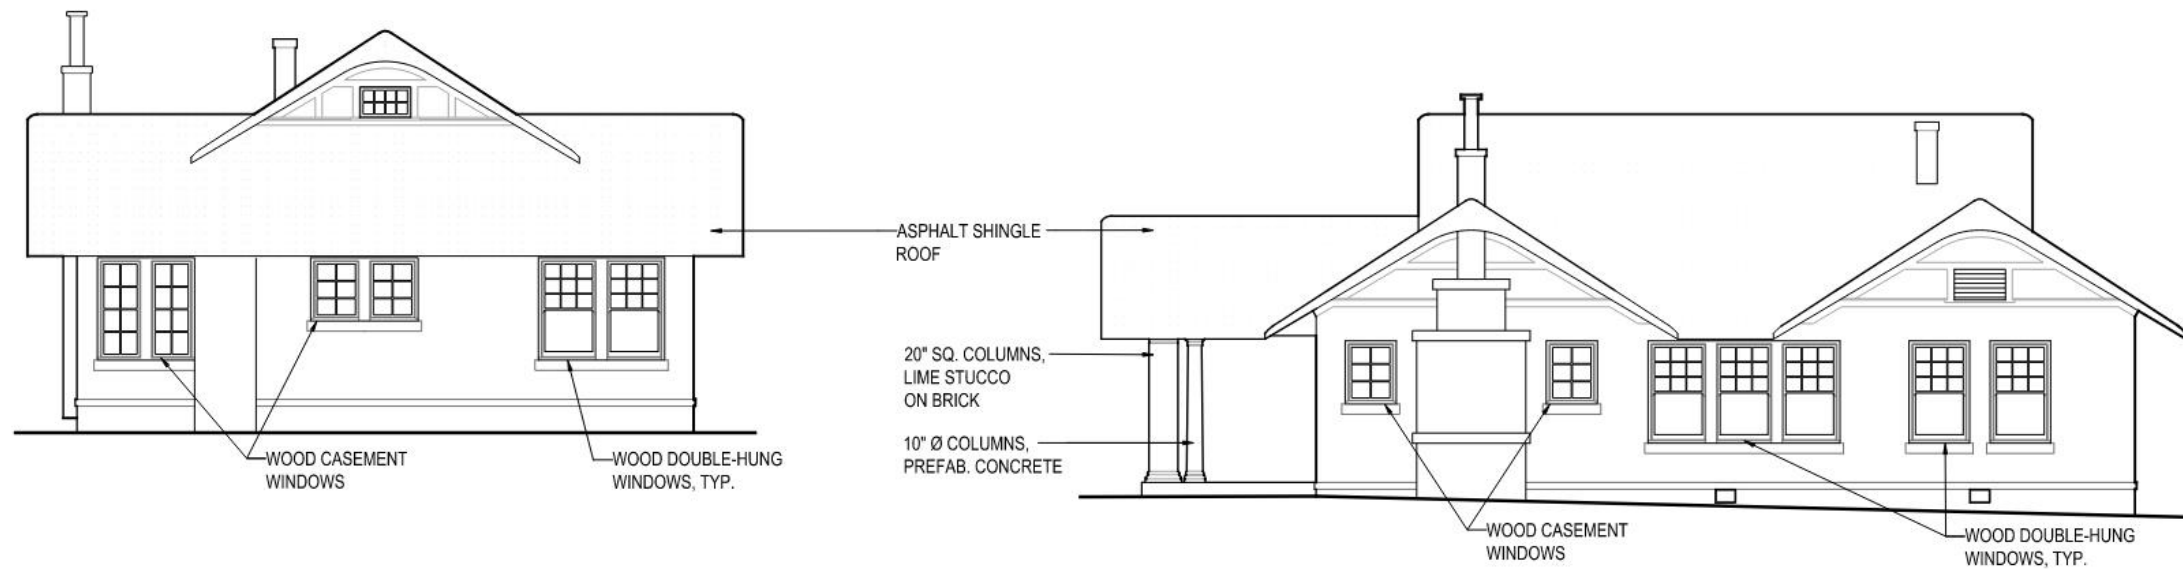 ASPHALT SHINGLE
ROOF
20" SQ. COLUMNS,
LIME STUCCO
ON BRICK
10" Ø COLUMNS,
PREFAB. CONCRETE
WOOD CASEMENT
WINDOWS
WOOD DOUBLE-HUNG
WINDOWS, TYP.
WOOD CASEMENT
WINDOWS
WOOD DOUBLE-HUNG
WINDOWS, TYP.